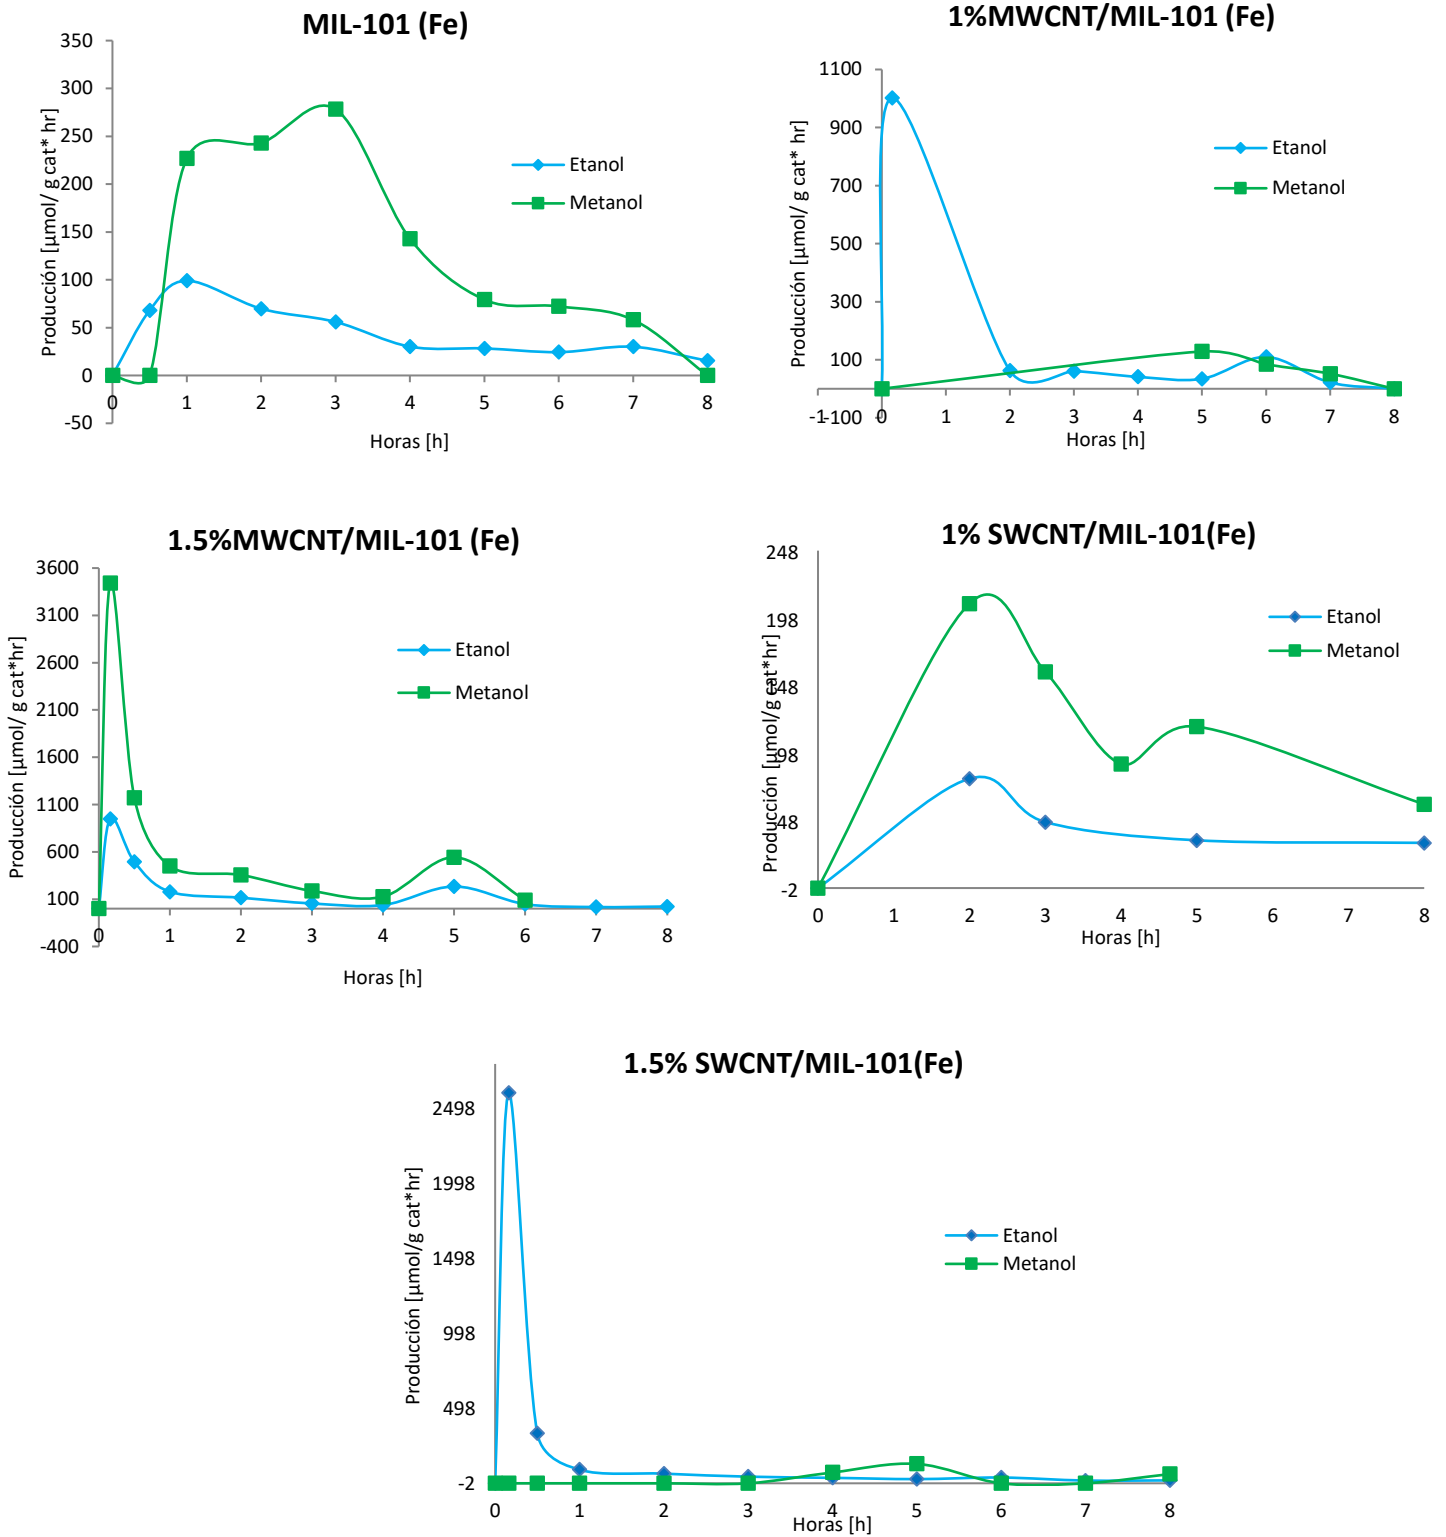 MIL-101 (Fe)
350
300
250
200
150
100
50
0
-50
0 1 2 3 4 5 6 7 8
Producción [µmol/ g cat* hr]
Horas [h]
Etanol
Metanol
1%MWCNT/MIL-101 (Fe)
1100
900
700
500
300
100
-100
-1 0 1 2 3 4 5 6 7 8
Producción [µmol/ g cat* hr]
Horas [h]
Etanol
Metanol
1.5%MWCNT/MIL-101 (Fe)
3600
3100
2600
2100
1600
1100
600
100
-400
0 1 2 3 4 5 6 7 8
Producción [µmol/ g cat*hr]
Horas [h]
Etanol
Metanol
1% SWCNT/MIL-101(Fe)
248
198
148
98
48
-2
0 1 2 3 4 5 6 7 8
Producción [µmol/g cat*hr]
Horas [h]
Etanol
Metanol
1.5% SWCNT/MIL-101(Fe)
2498
1998
1498
998
498
-2
0 1 2 3 4 5 6 7 8
Producción [µmol/g cat*hr]
Horas [h]
Etanol
Metanol